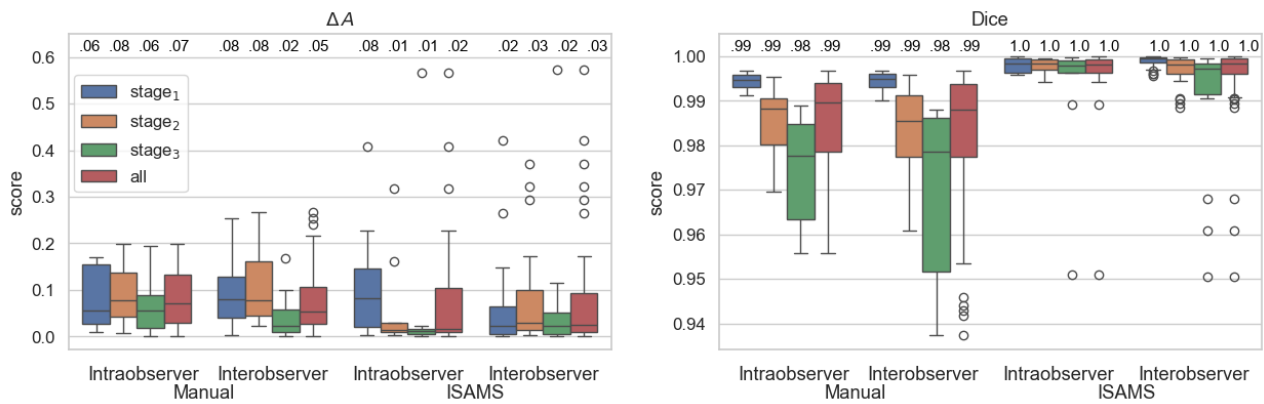 ΔA
.06 .08 .06 .07 .08 .08 .02 .05 .08 .01 .01 .02 .02 .03 .02 .03
0.6
0.5
0.4
0.3
0.2
0.1
0.0
score
stage1
stage2
stage3
all
Intraobserver Interobserver Intraobserver Interobserver
Manual ISAMS
Dice
.99 .99 .98 .99 .99 .99 .98 .99 1.0 1.0 1.0 1.0 1.0 1.0 1.0 1.0
1.00
0.99
0.98
0.97
0.96
0.95
0.94
score
Intraobserver Interobserver Intraobserver Interobserver
Manual ISAMS